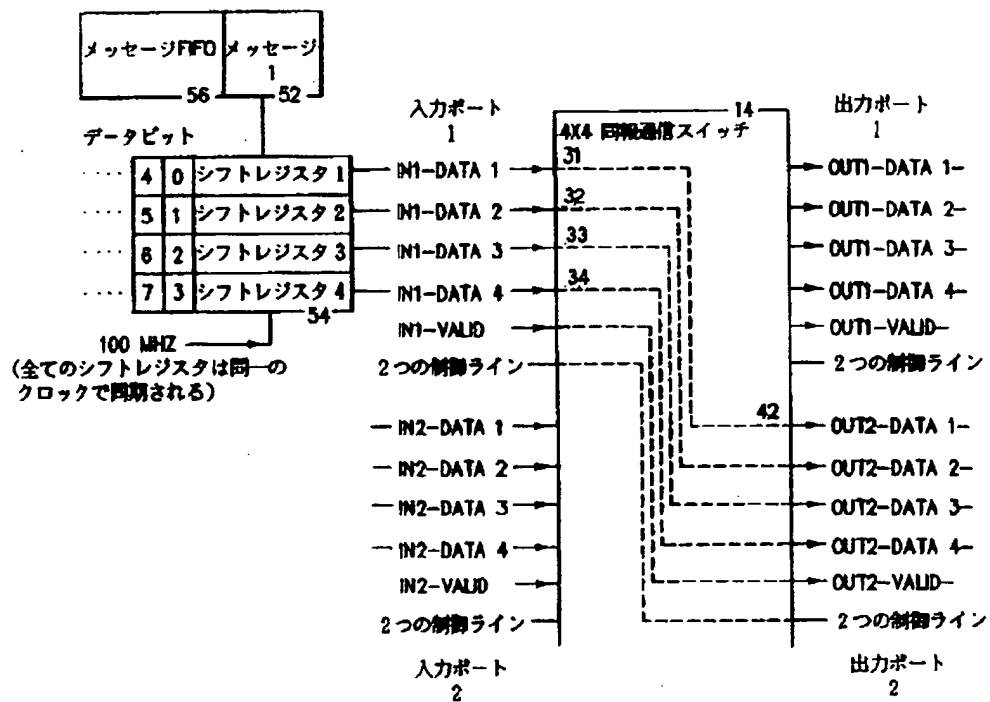 メッセージFIFO
メッセージ
1
56
52
データビット
···· 4 0 シフトレジスタ 1
···· 5 1 シフトレジスタ 2
···· 6 2 シフトレジスタ 3
···· 7 3 シフトレジスタ 4
54
100 MHZ
(全てのシフトレジスタは同一の
クロックで同期される)
入力ポート
1
IN1-DATA 1
IN1-DATA 2
IN1-DATA 3
IN1-DATA 4
IN1-VALID
2つの制御ライン
IN2-DATA 1
IN2-DATA 2
IN2-DATA 3
IN2-DATA 4
IN2-VALID
2つの制御ライン
入力ポート
2
14
4X4 同報通信スイッチ
31
32
33
34
42
出力ポート
1
OUT1-DATA 1-
OUT1-DATA 2-
OUT1-DATA 3-
OUT1-DATA 4-
OUT1-VALID-
2つの制御ライン
OUT2-DATA 1-
OUT2-DATA 2-
OUT2-DATA 3-
OUT2-DATA 4-
OUT2-VALID-
2つの制御ライン
出力ポート
2